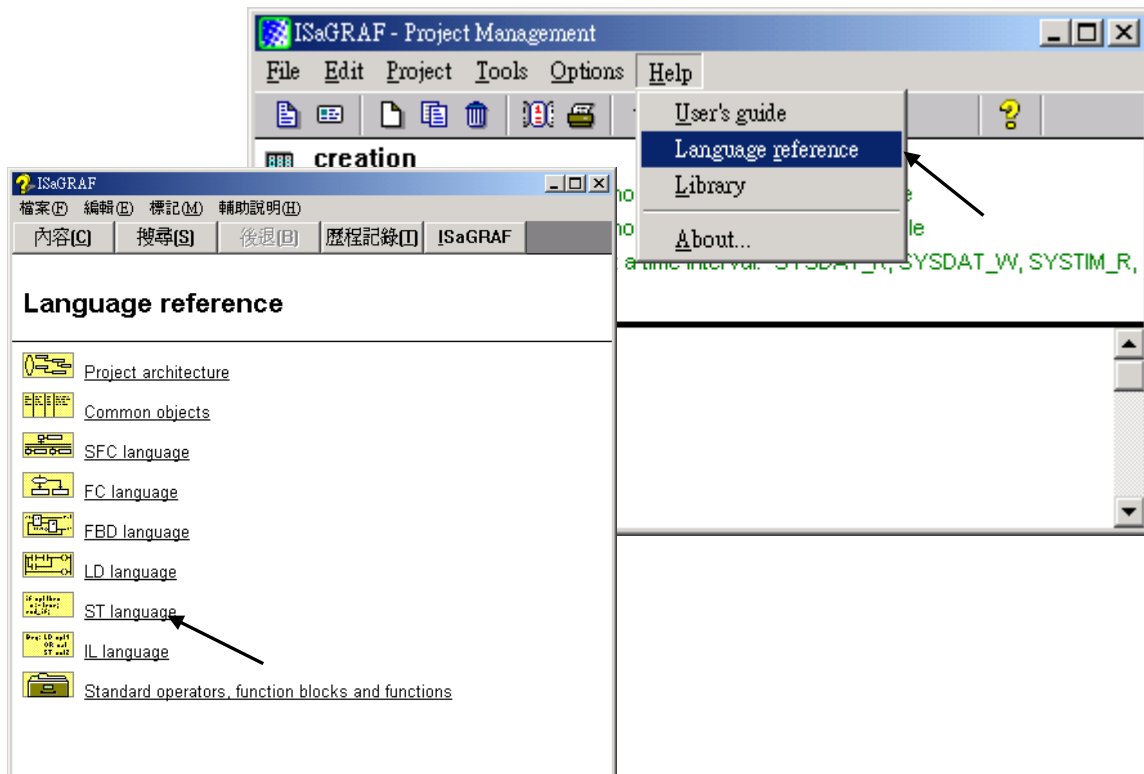 ISaGRAF - Project Management
File Edit Project Tools Options Help
User's guide
Language reference
Library
About...
creation
a time interval: SYSDAT_R, SYSDAT_W, SYSTIM_R,
ISaGRAF
檔案(F) 編輯(E) 標記(M) 輔助說明(H)
內容(C) 搜尋(S) 後退(B) 歷程記錄(T) ISaGRAF
Language reference
Project architecture
Common objects
SFC language
FC language
FBD language
LD language
ST language
IL language
Standard operators, function blocks and functions